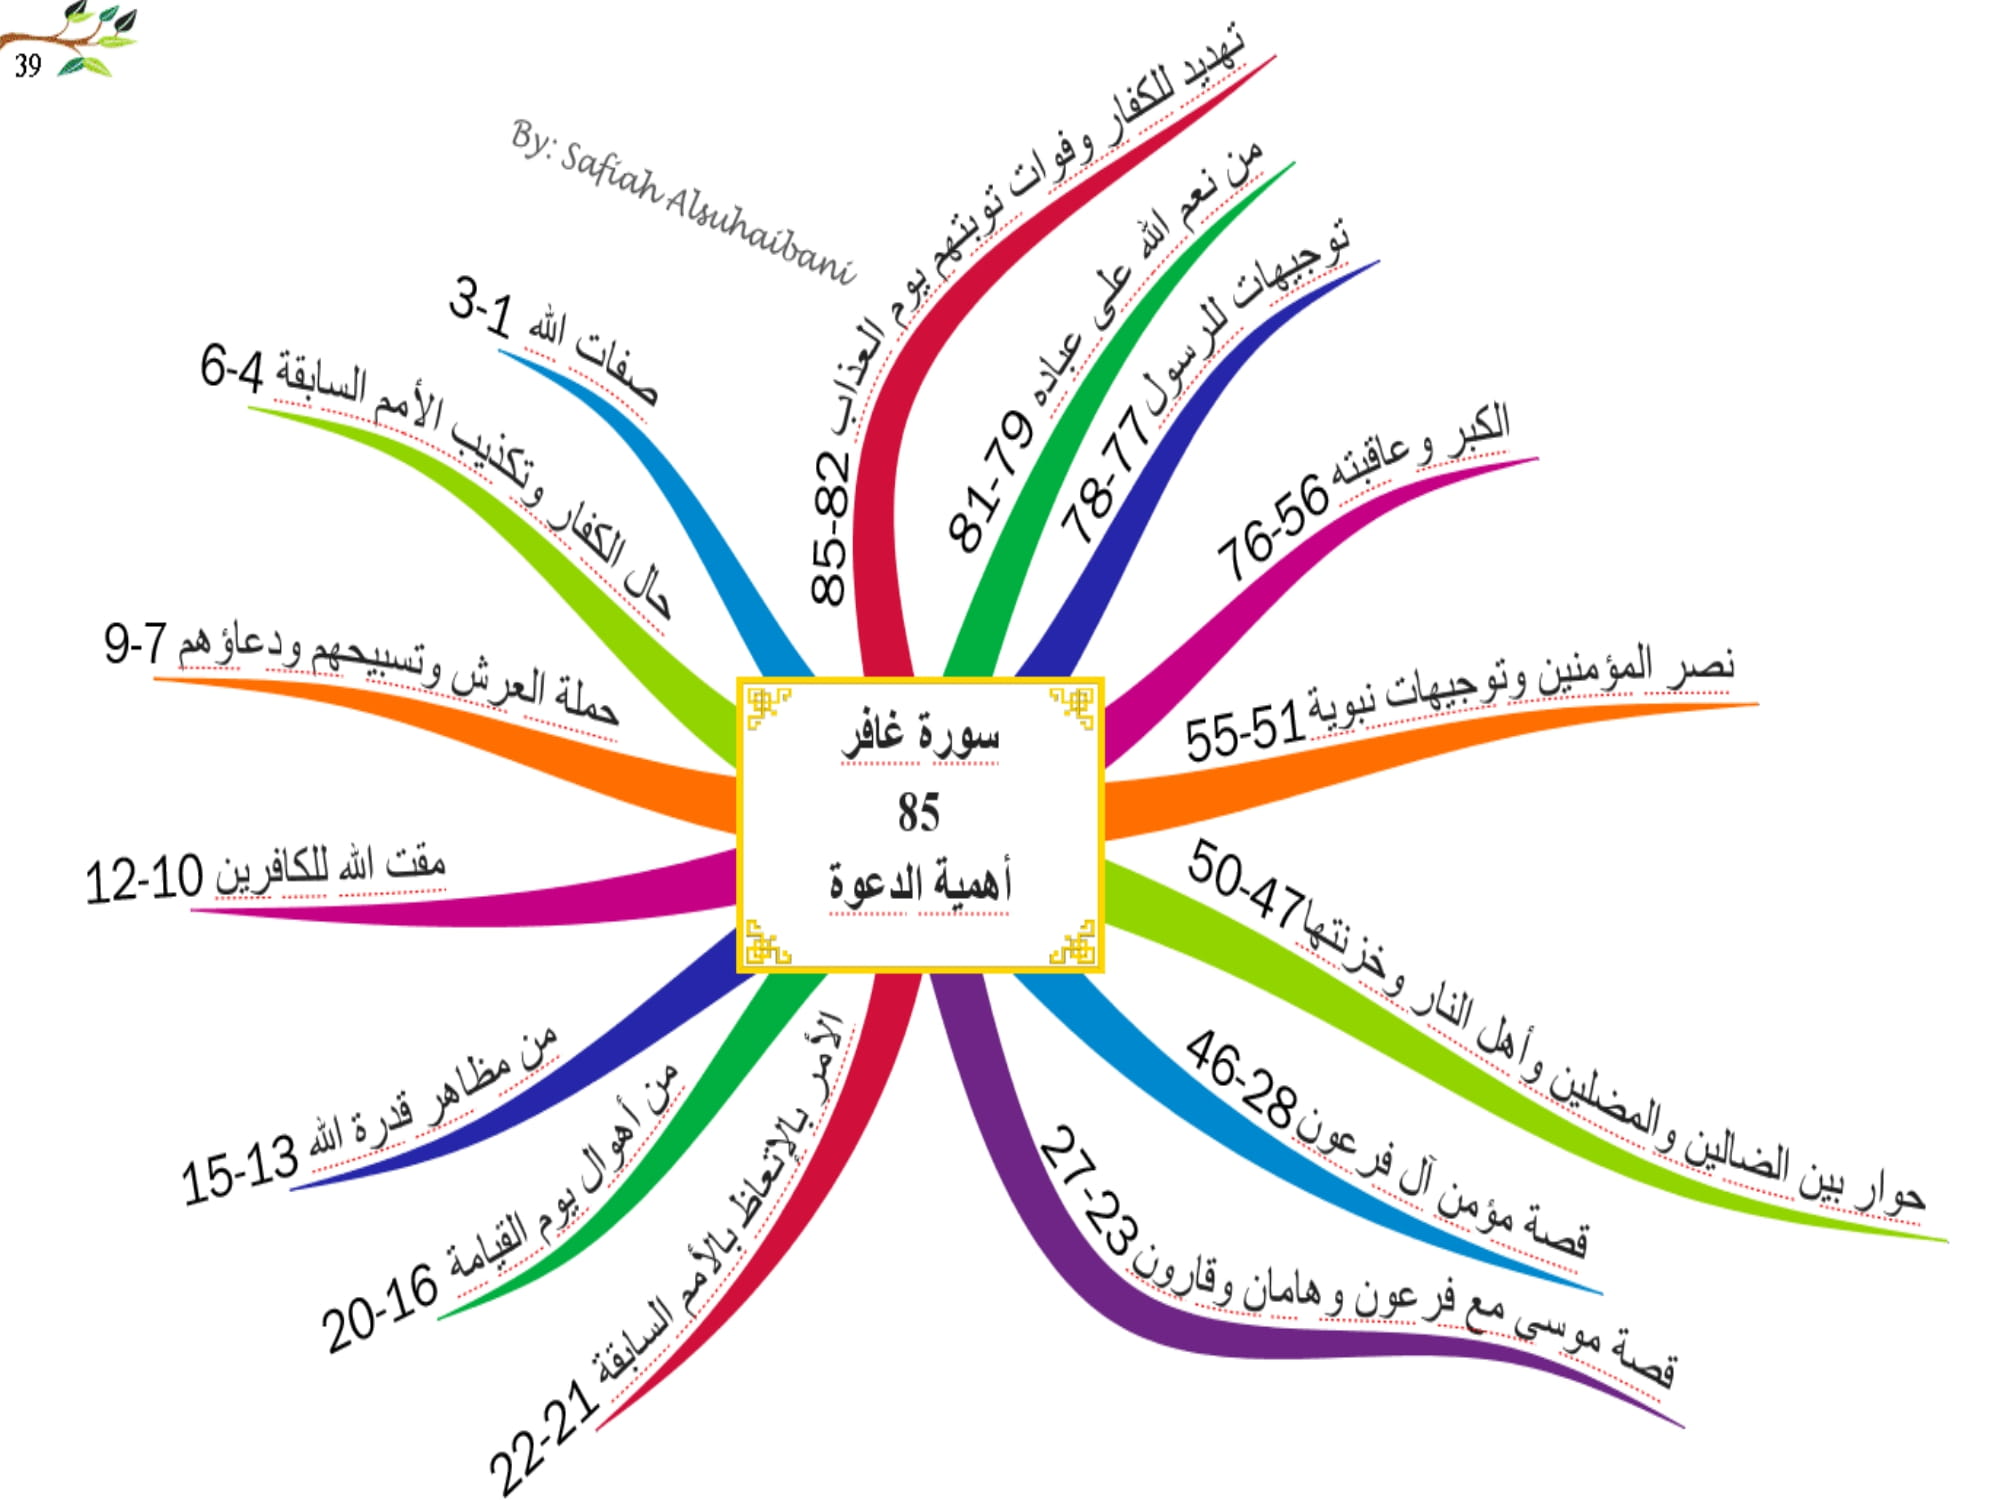 39
By: Safiah Alsuhaibani
سورة غافر
85
أهمية الدعوة
صفات الله 1-3
حال الكفار وتكذيب الأمم السابقة 4-6
حملة العرش وتسبيحهم ودعاؤهم 7-9
مقت الله للكافرين 10-12
من مظاهر قدرة الله 13-15
من أهوال يوم القيامة 16-20
الأمر بالإتعاظ بالأمم السابقة 21-22
قصة موسى مع فرعون وهامان وقارون 23-27
قصة مؤمن آل فرعون 28-46
حوار بين الضالين والمضلين وأهل النار وخزنتها 47-50
نصر المؤمنين وتوجيهات نبوية 51-55
الكبر وعاقبته 56-76
توجيهات للرسول 77-78
من نعم الله على عباده 79-81
تهديد للكفار وفوات توبتهم يوم العذاب 82-85